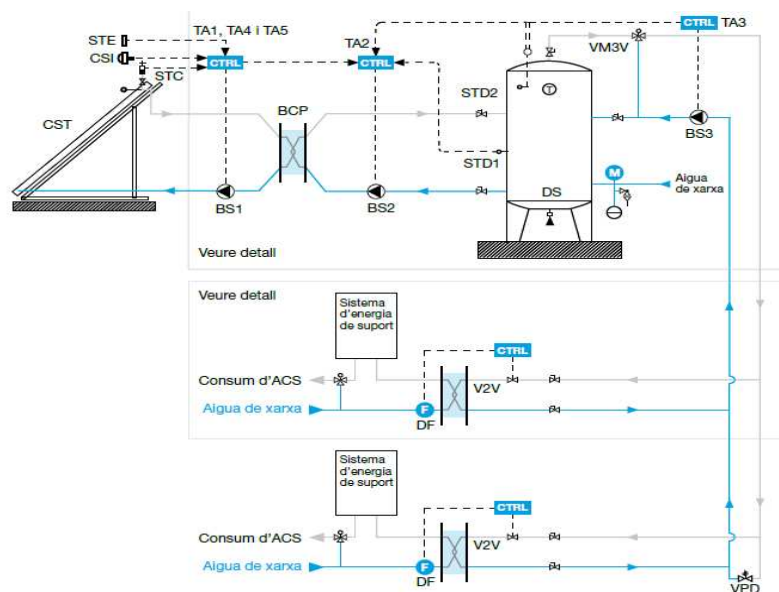 STE
CSI
STC
CST
TA1, TA4 i TA5
CTRL
TA2
CTRL
CTRL
TA3
VM3V
BCP
STD2
STD1
T
DS
M
Aigua
de xarxa
BS1
BS2
BS3
Veure detall
Veure detall
Sistema
d'energia
de suport
CTRL
Consum d'ACS
V2V
Aigua de xarxa
F
DF
Sistema
d'energia
de suport
CTRL
Consum d'ACS
V2V
Aigua de xarxa
F
DF
VPD